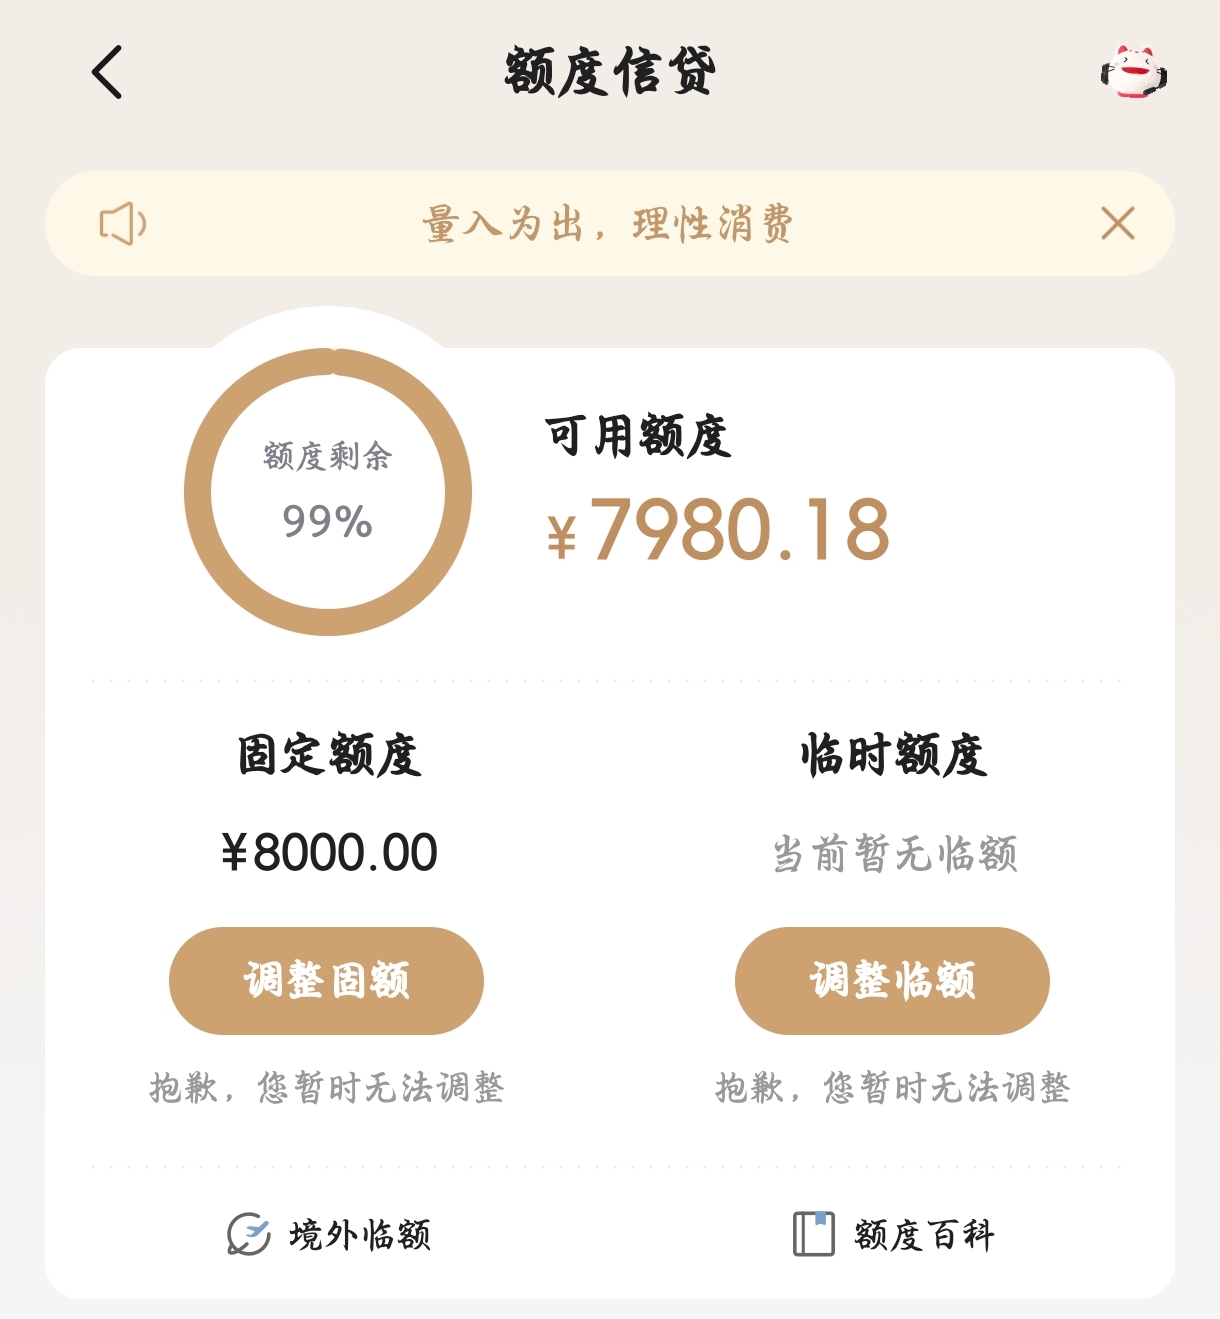 额度信贷
量入为出，理性消费
额度剩余
99%
可用额度
¥7980.18
固定额度
临时额度
¥8000.00
当前暂无临额
调整固额
调整临额
抱歉，您暂时无法调整
抱歉，您暂时无法调整
境外临额
额度百科